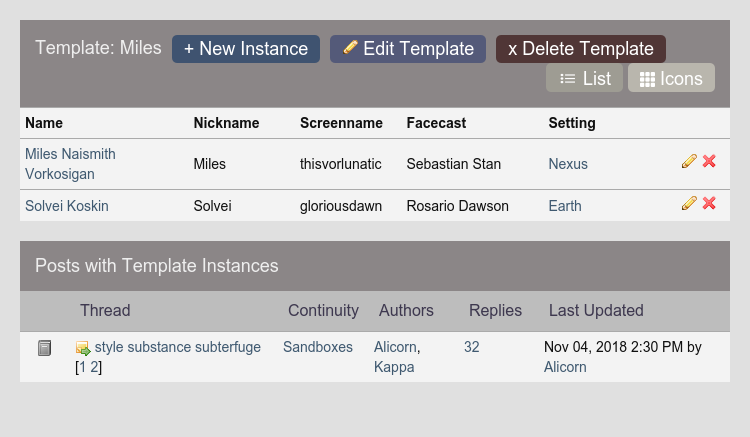 Template: Miles + New Instance Edit Template x Delete Template
List Icons
Name Nickname Screenname Facecast Setting
Miles Naismith Vorkosigan Miles thisvorlunatic Sebastian Stan Nexus
Solvei Koskin Solvei gloriousdawn Rosario Dawson Earth
Posts with Template Instances
Thread Continuity Authors Replies Last Updated
style substance subterfuge Sandboxes Alicorn, 32 Nov 04, 2018 2:30 PM by
[1 2] Kappa Alicorn